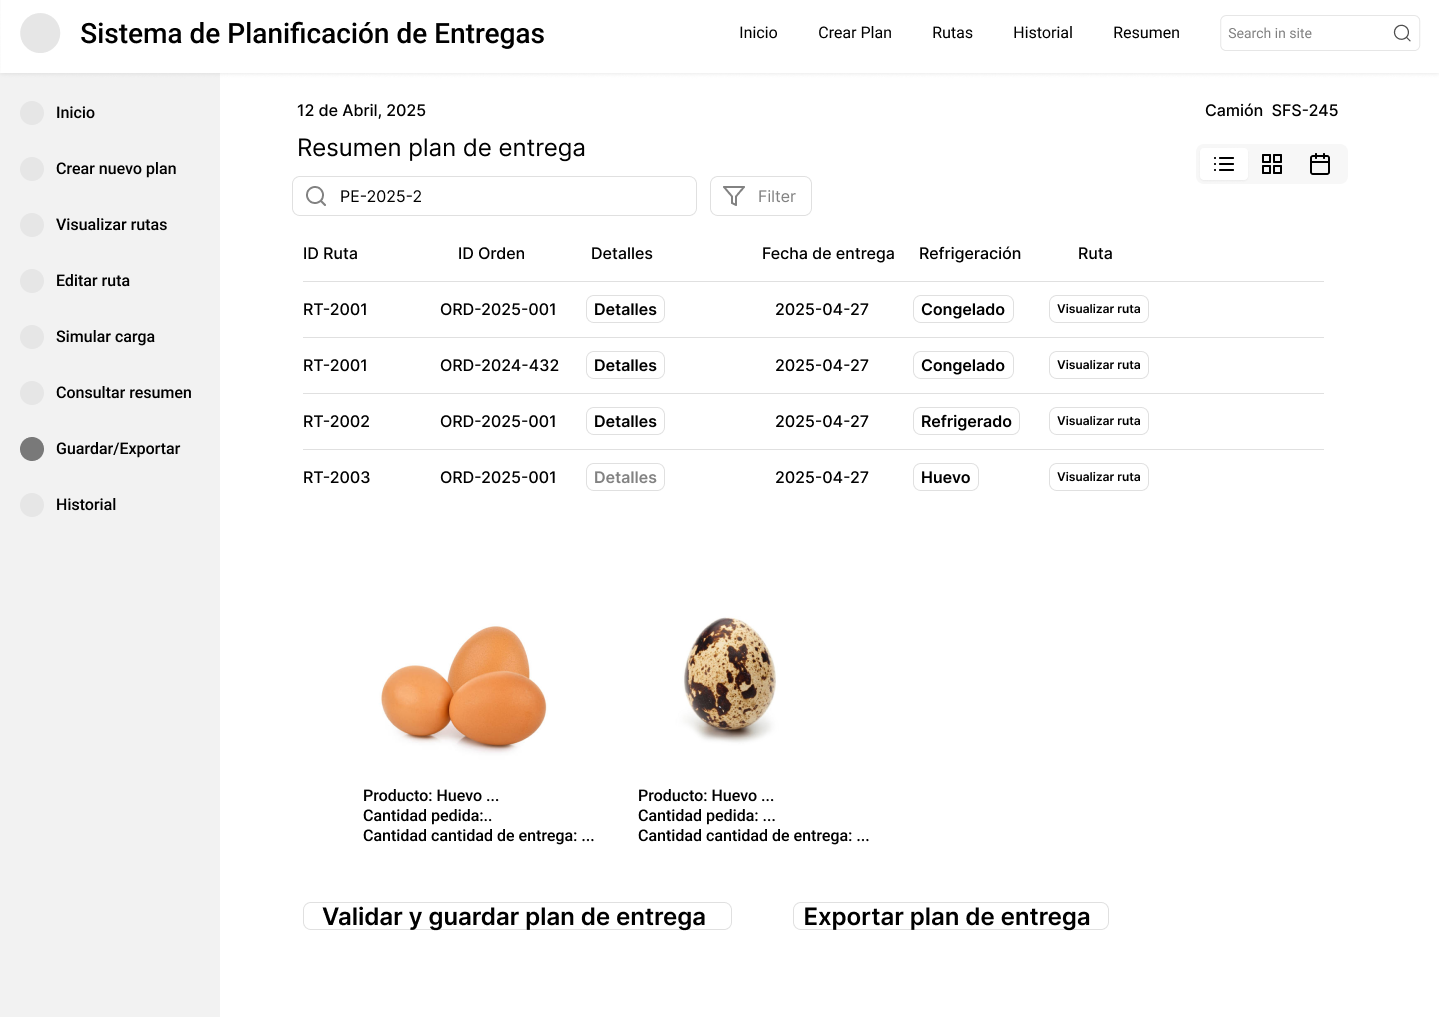 Sistema de Planificación de Entregas
Inicio Crear Plan Rutas Historial Resumen Search in site
Inicio
Crear nuevo plan
Visualizar rutas
Editar ruta
Simular carga
Consultar resumen
Guardar/Exportar
Historial
12 de Abril, 2025 Camión SFS-245
Resumen plan de entrega
PE-2025-2 Filter
ID Ruta ID Orden Detalles Fecha de entrega Refrigeración Ruta
RT-2001 ORD-2025-001 Detalles 2025-04-27 Congelado Visualizar ruta
RT-2001 ORD-2024-432 Detalles 2025-04-27 Congelado Visualizar ruta
RT-2002 ORD-2025-001 Detalles 2025-04-27 Refrigerado Visualizar ruta
RT-2003 ORD-2025-001 Detalles 2025-04-27 Huevo Visualizar ruta
Producto: Huevo ...
Cantidad pedida:..
Cantidad cantidad de entrega: ...
Producto: Huevo ...
Cantidad pedida: ...
Cantidad cantidad de entrega: ...
Validar y guardar plan de entrega Exportar plan de entrega